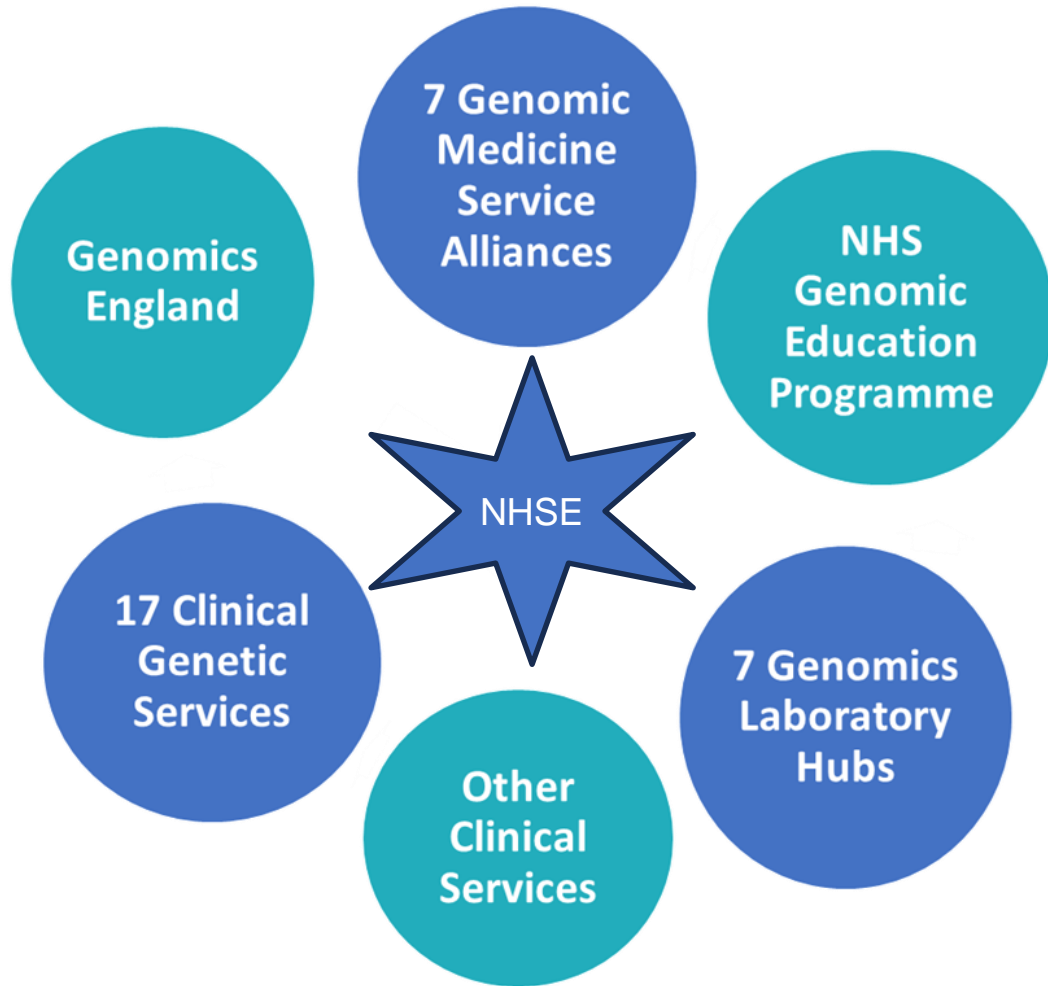 7 Genomic
Medicine
Service
Alliances
Genomics
England
NHS
Genomic
Education
Programme
NHSE
17 Clinical
Genetic
Services
7 Genomics
Laboratory
Hubs
Other
Clinical
Services